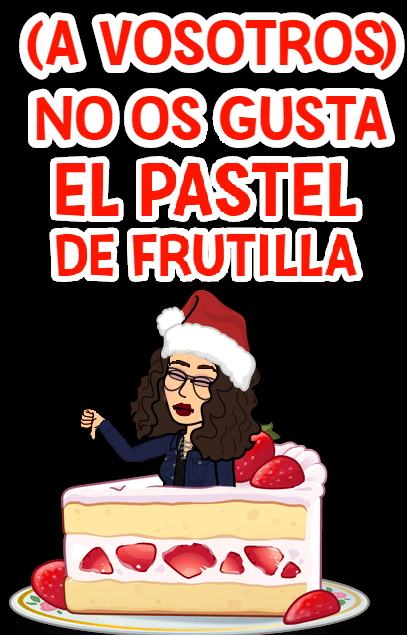 (A VOSOTROS)
NO OS GUSTA
EL PASTEL
DE FRUTILLA